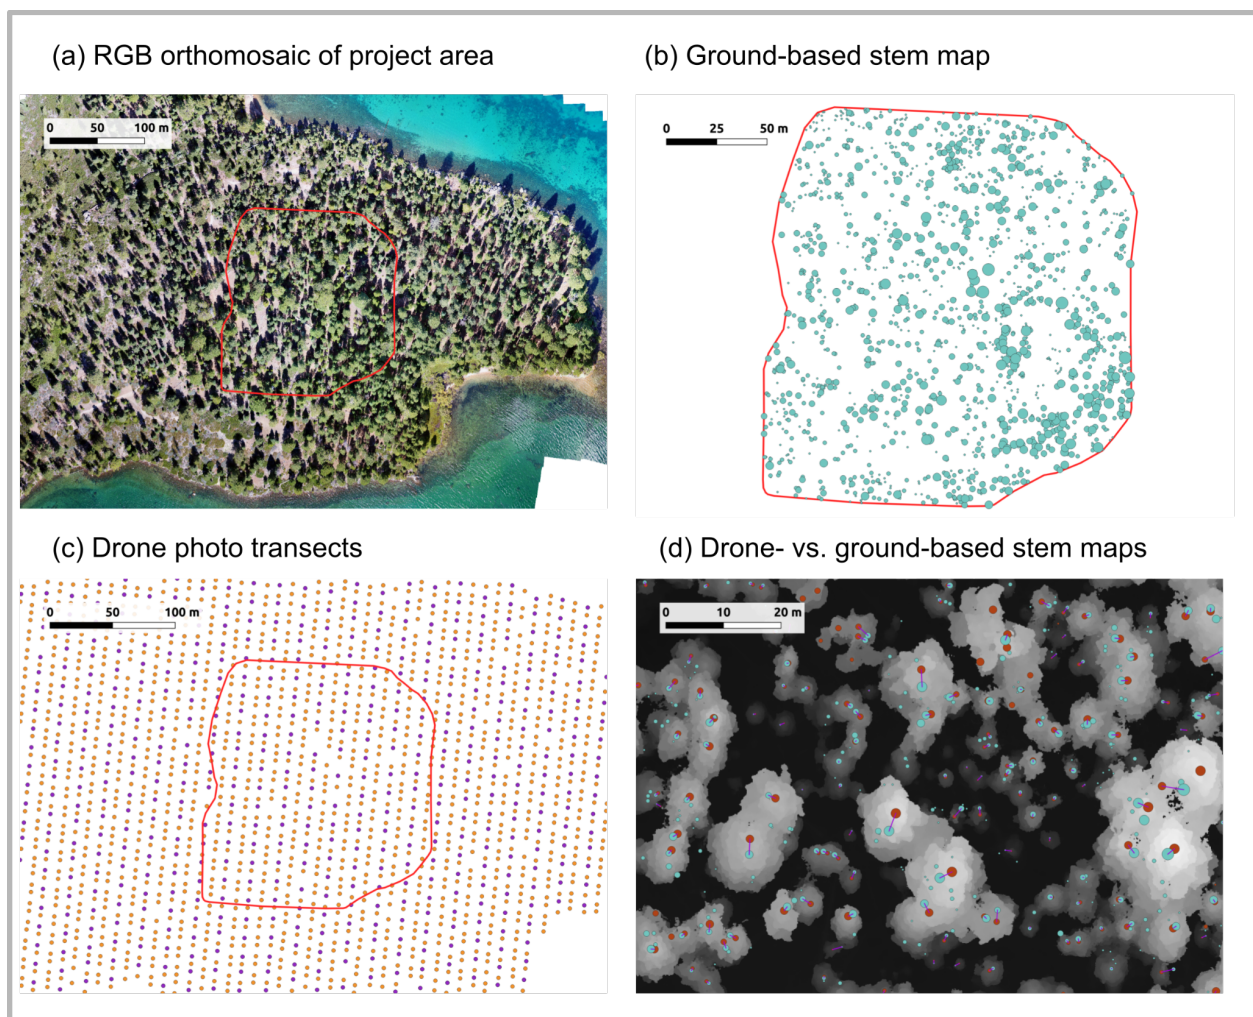 (a) RGB orthomosaic of project area
(b) Ground-based stem map
0 50 100 m
0 25 50 m
(c) Drone photo transects
(d) Drone- vs. ground-based stem maps
0 50 100 m
0 10 20 m